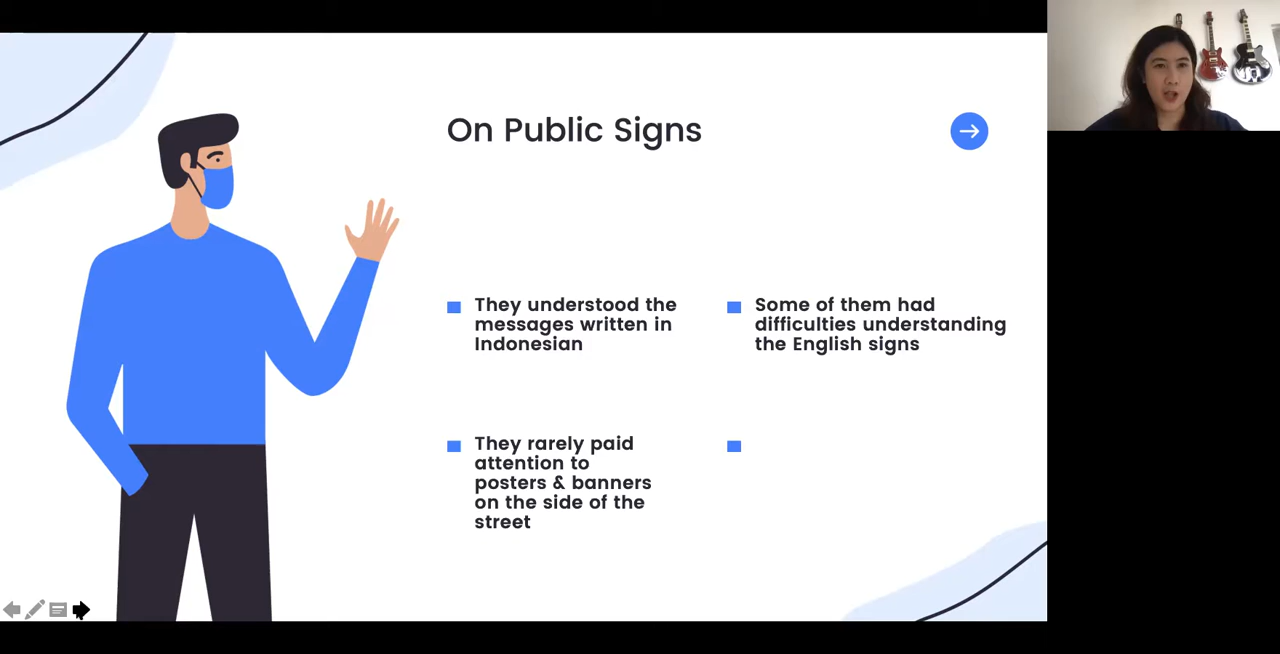 On Public Signs
They understood the
messages written in
Indonesian
Some of them had
difficulties understanding
the English signs
They rarely paid
attention to
posters & banners
on the side of the
street